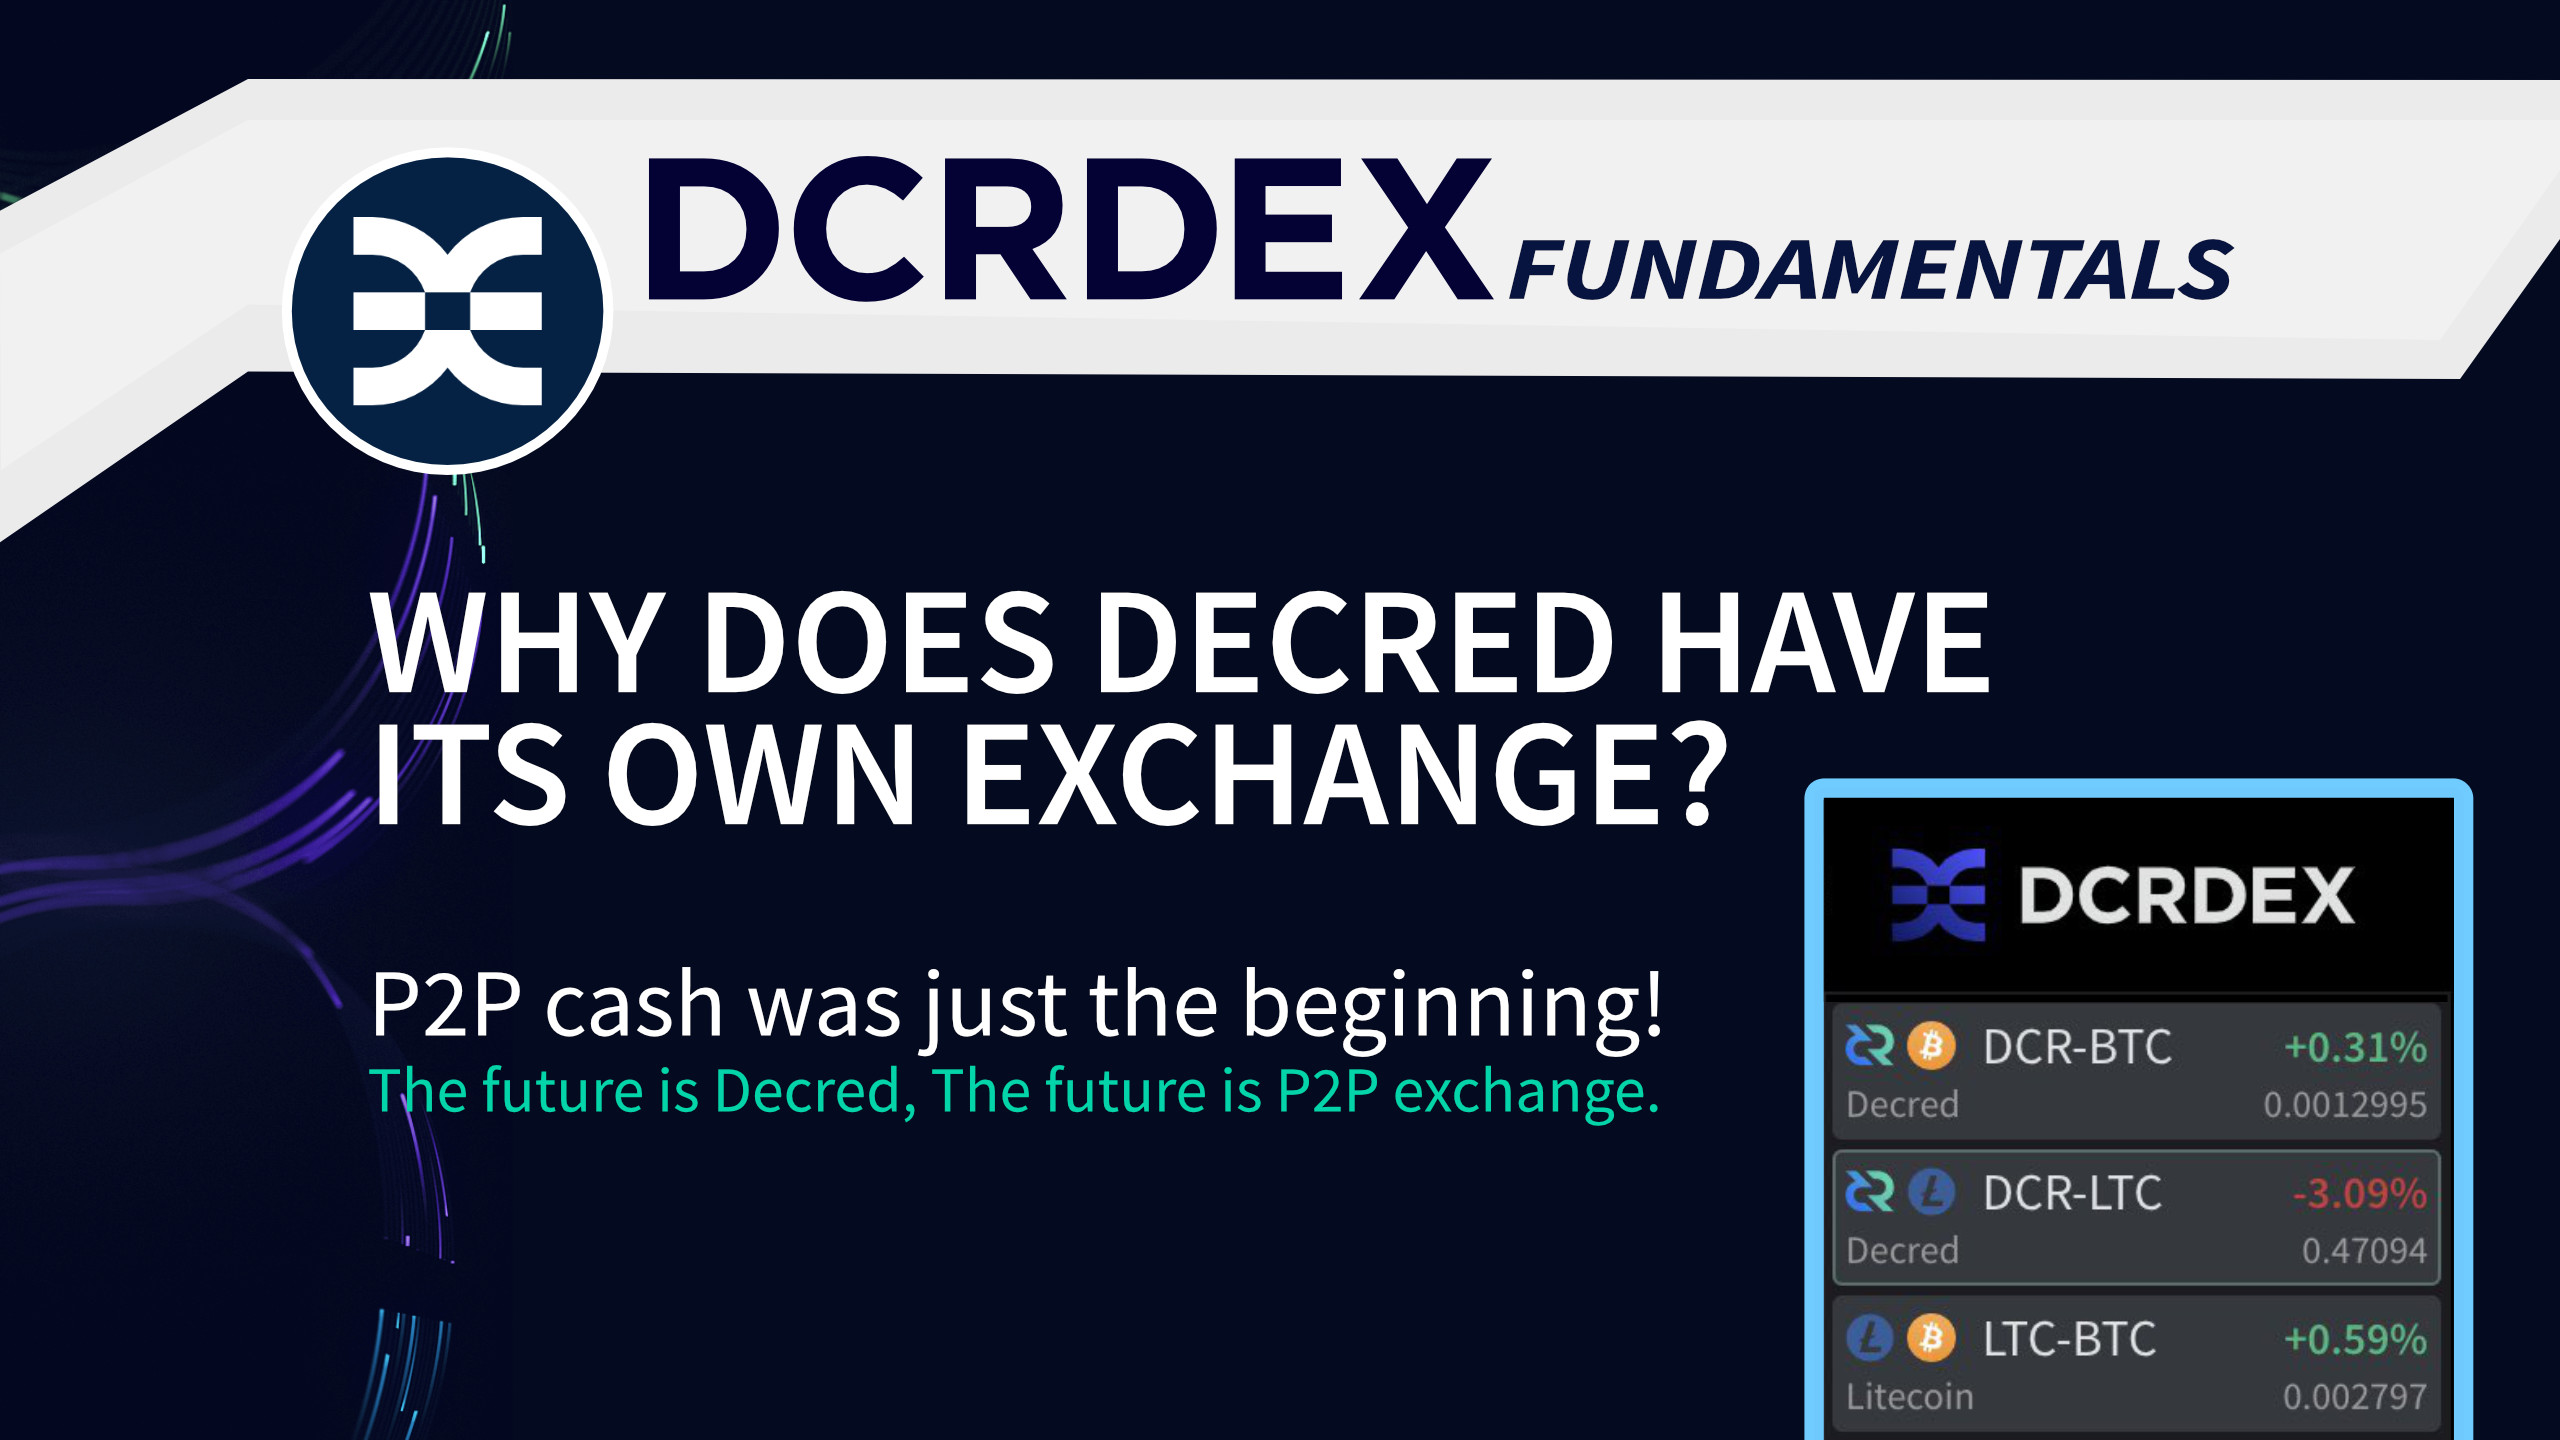 DCRDEX FUNDAMENTALS
WHY DOES DECRED HAVE
ITS OWN EXCHANGE?
P2P cash was just the beginning!
The future is Decred, The future is P2P exchange.
DCRDEX
DCR-BTC +0.31%
Decred 0.0012995
DCR-LTC -3.09%
Decred 0.47094
LTC-BTC +0.59%
Litecoin 0.002797